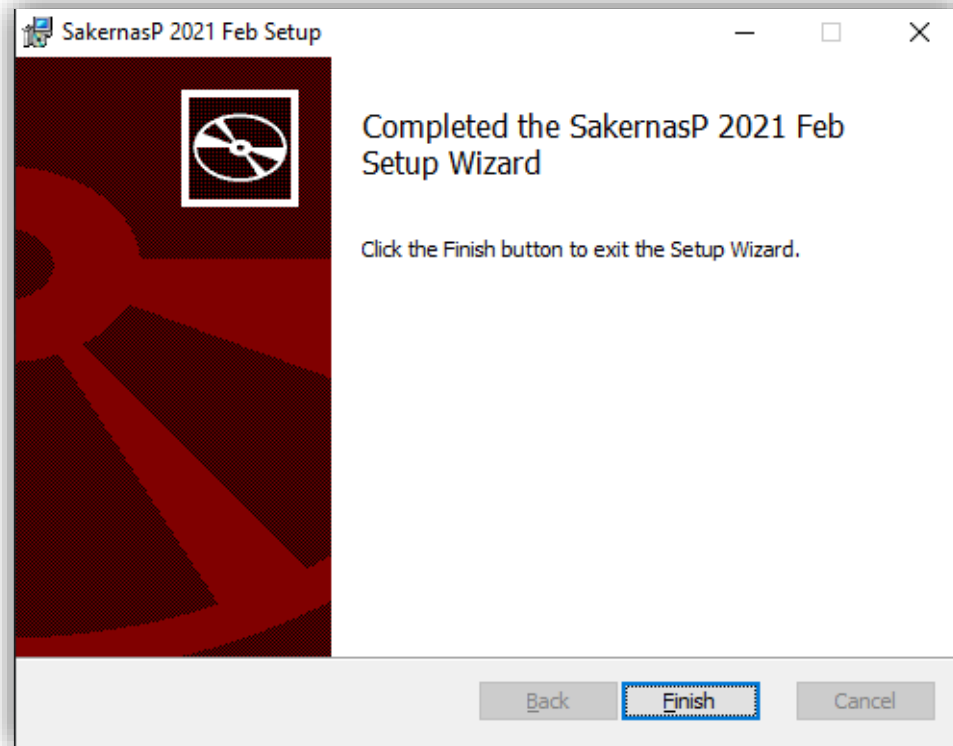 SakernasP 2021 Feb Setup
Completed the SakernasP 2021 Feb
Setup Wizard
Click the Finish button to exit the Setup Wizard.
Back Finish Cancel